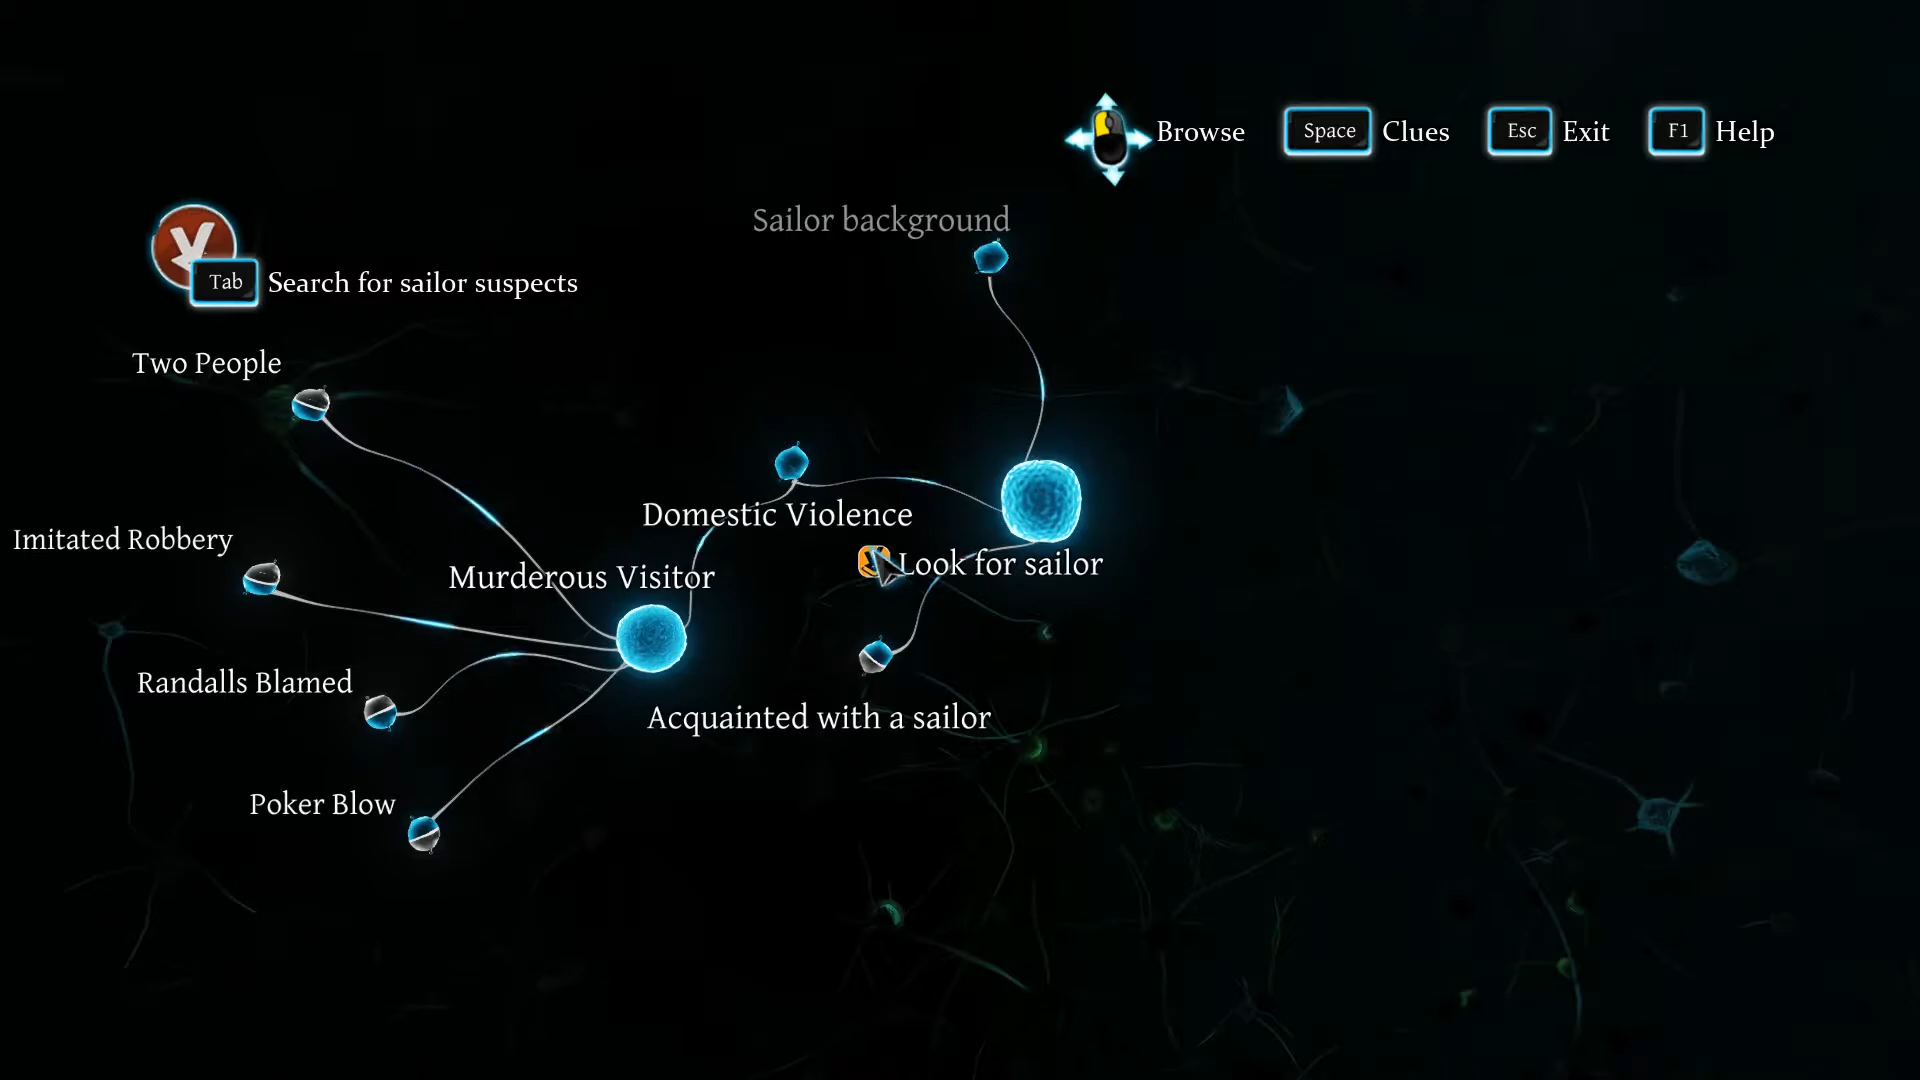 Browse
Space
Clues
Esc
Exit
F1
Help
Sailor background
Tab
Search for sailor suspects
Two People
Domestic Violence
Imitated Robbery
Look for sailor
Murderous Visitor
Randalls Blamed
Acquainted with a sailor
Poker Blow